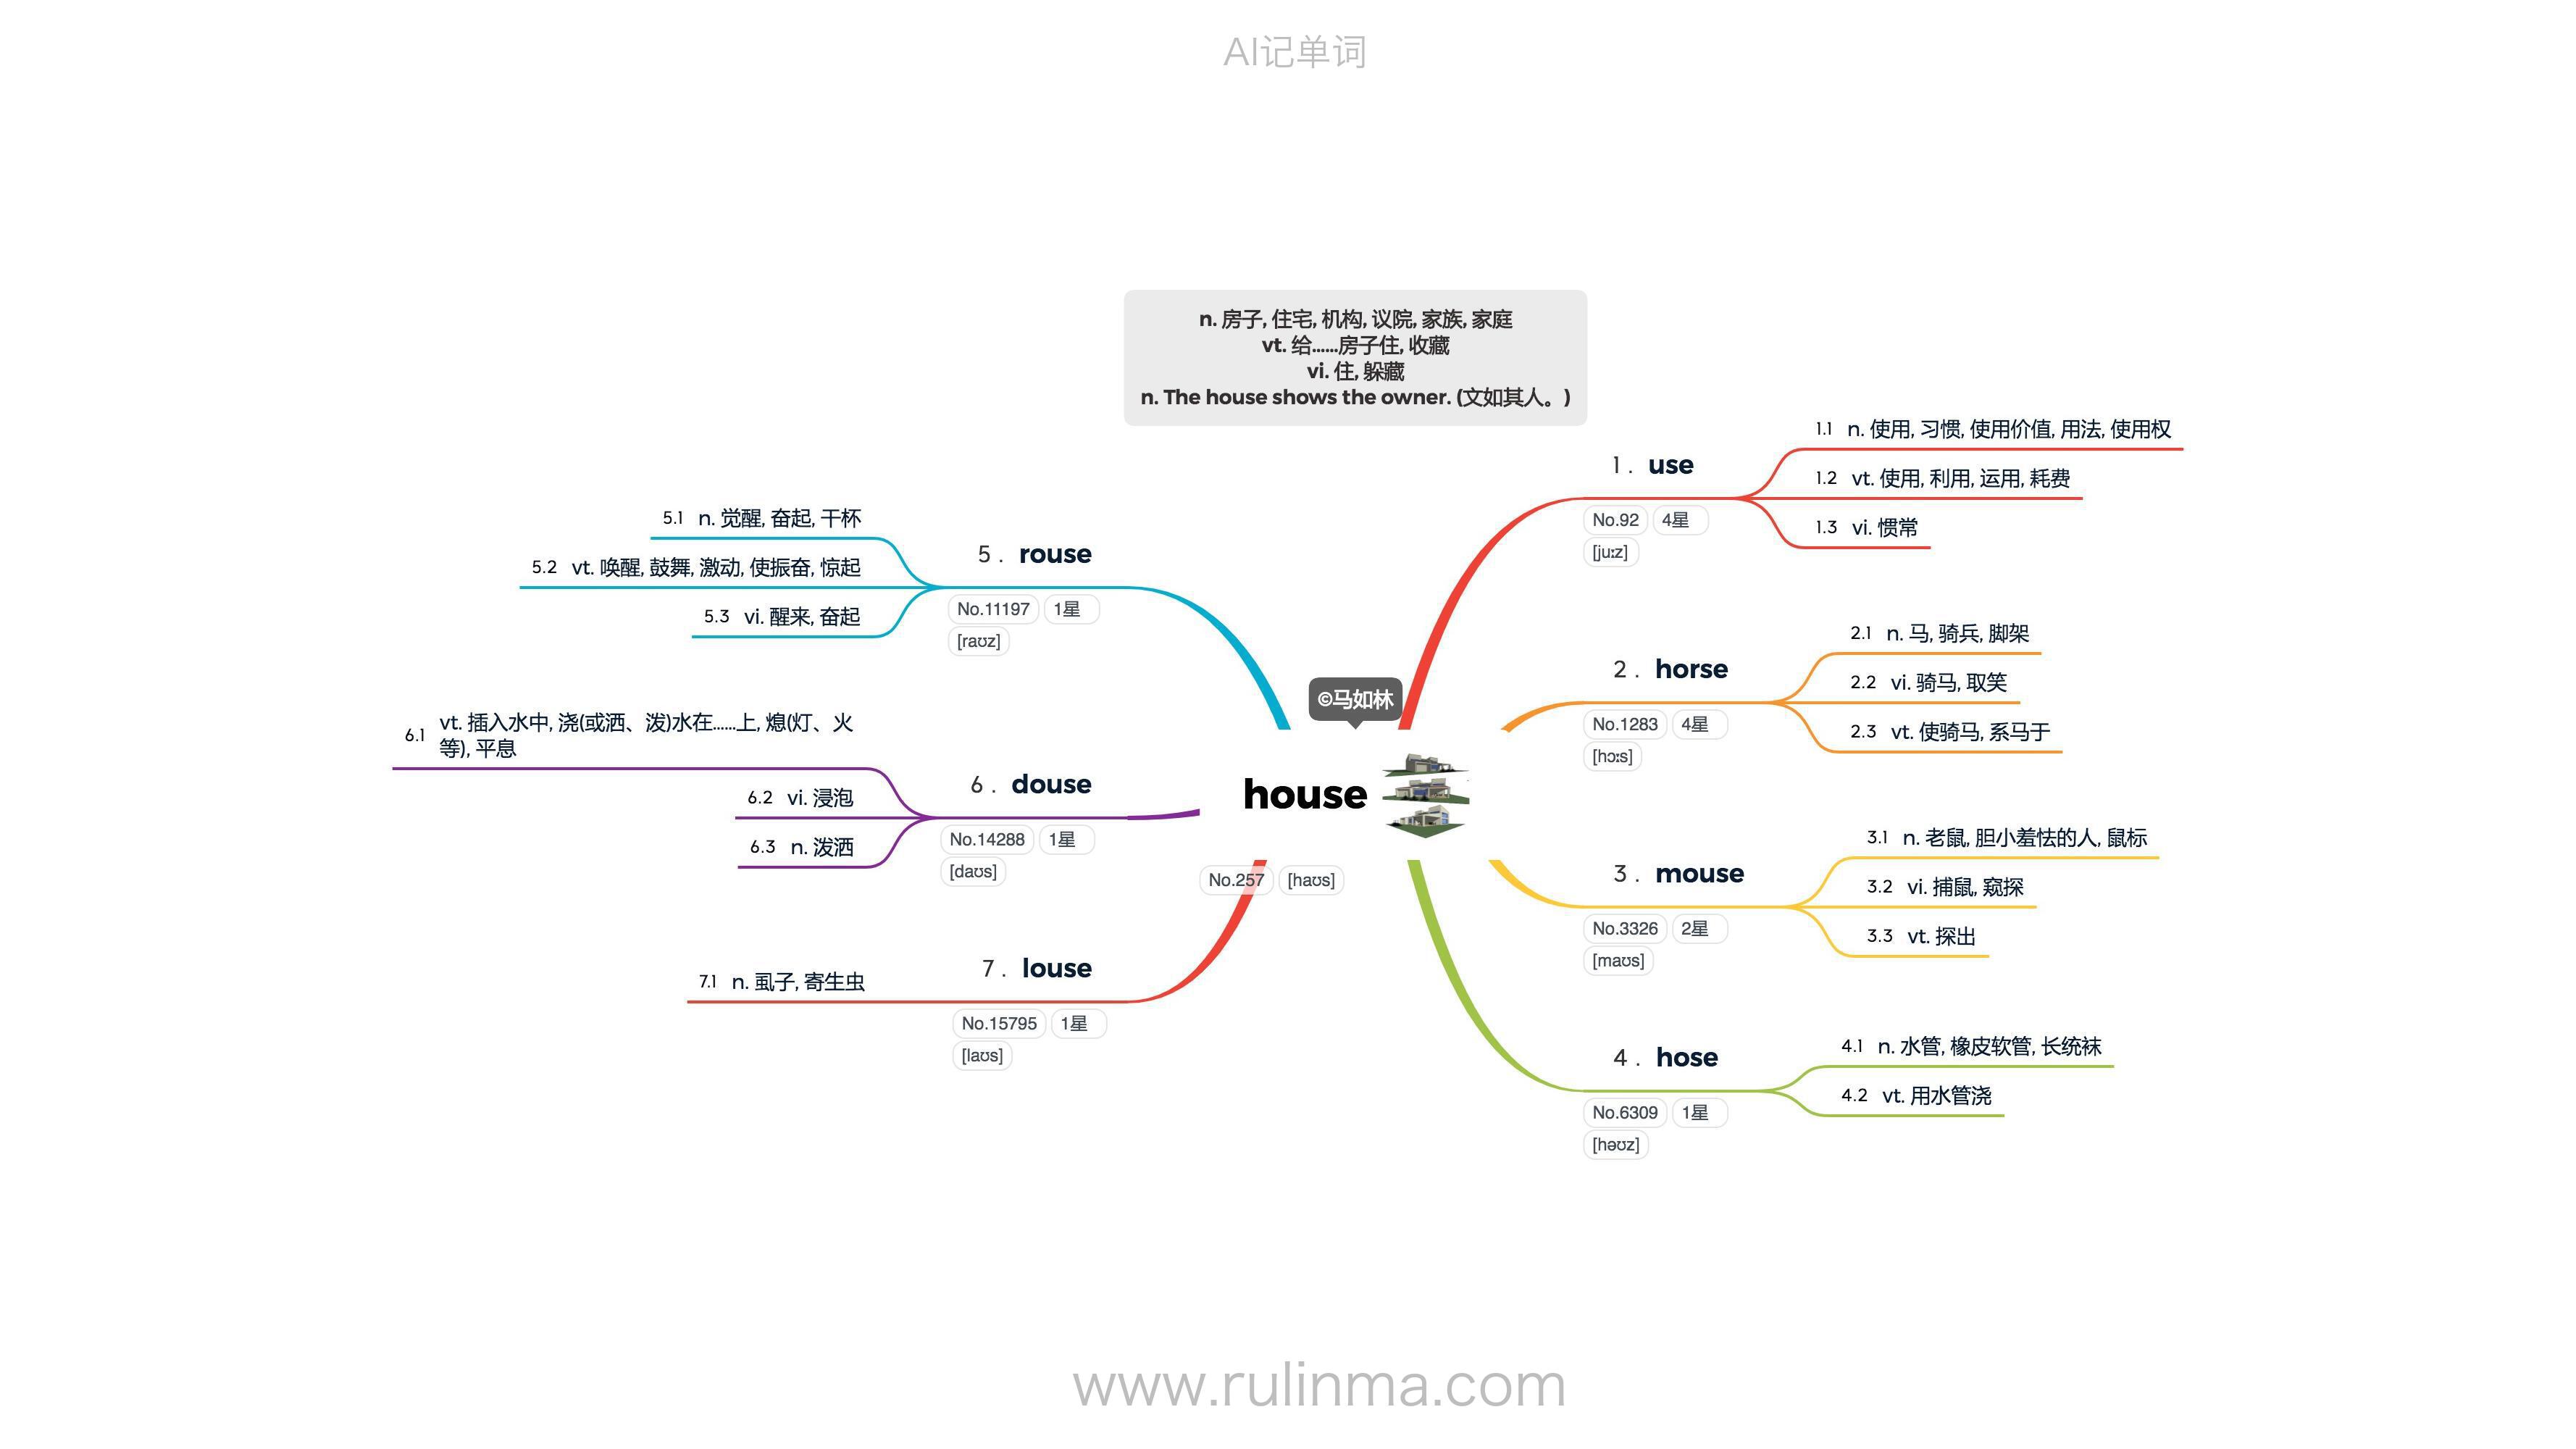 AI记单词
n. 房子, 住宅, 机构, 议院, 家族, 家庭
vt. 给……房子住, 收藏
vi. 住, 躲藏
n. The house shows the owner. (文如其人。)
©马如林
house
No.257 [haʊs]
1. use
No.92 4星
[juːz]
1.1 n. 使用, 习惯, 使用价值, 用法, 使用权
1.2 vt. 使用, 利用, 运用, 耗费
1.3 vi. 惯常
2. horse
No.1283 4星
[hɔːs]
2.1 n. 马, 骑兵, 脚架
2.2 vi. 骑马, 取笑
2.3 vt. 使骑马, 系马于
3. mouse
No.3326 2星
[maʊs]
3.1 n. 老鼠, 胆小羞怯的人, 鼠标
3.2 vi. 捕鼠, 窥探
3.3 vt. 探出
4. hose
No.6309 1星
[həʊz]
4.1 n. 水管, 橡皮软管, 长统袜
4.2 vt. 用水管浇
5. rouse
No.11197 1星
[raʊz]
5.1 n. 觉醒, 奋起, 干杯
5.2 vt. 唤醒, 鼓舞, 激动, 使振奋, 惊起
5.3 vi. 醒来, 奋起
6. douse
No.14288 1星
[daʊs]
6.1 vt. 插入水中, 浇(或洒、泼)水在……上, 熄(灯、火
等), 平息
6.2 vi. 浸泡
6.3 n. 泼洒
7. louse
No.15795 1星
[laʊs]
7.1 n. 虱子, 寄生虫
www.rulinma.com